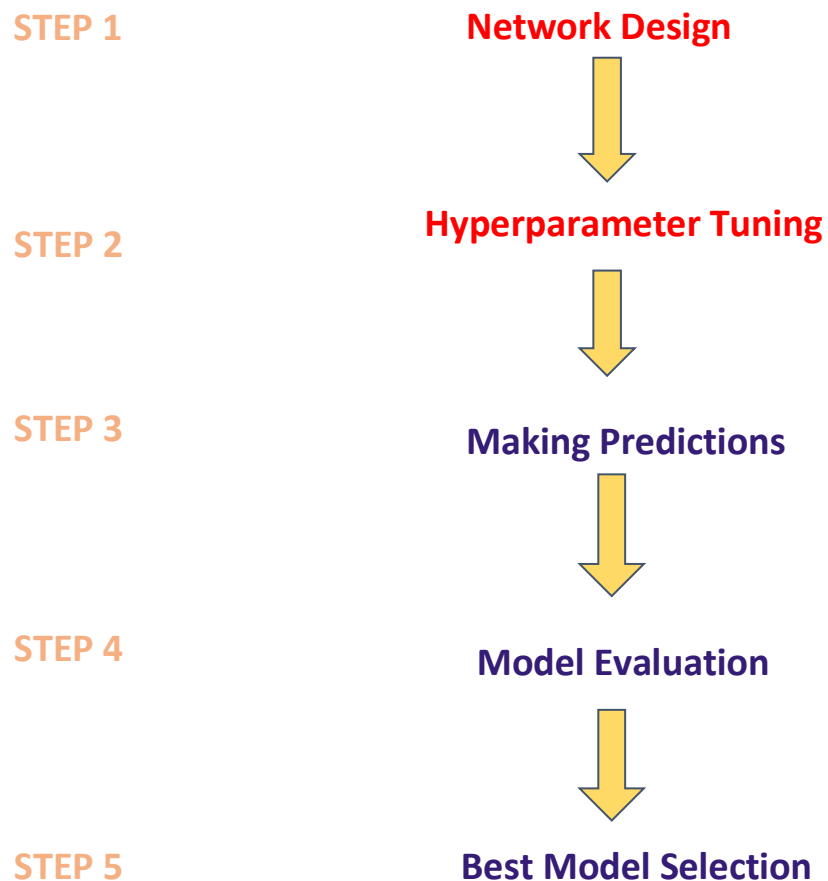 STEP 1
Network Design
STEP 2
Hyperparameter Tuning
STEP 3
Making Predictions
STEP 4
Model Evaluation
STEP 5
Best Model Selection